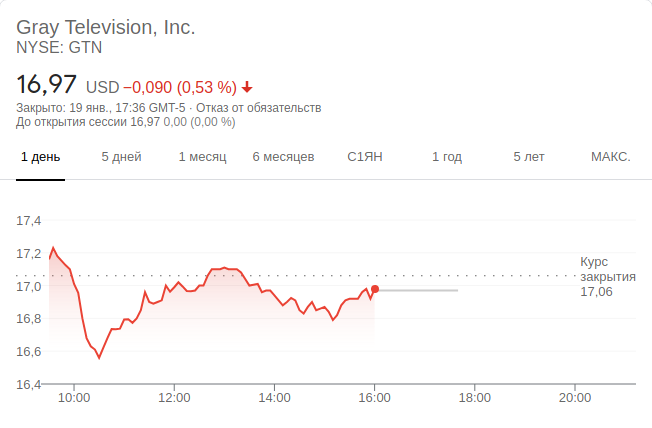 Gray Television, Inc.
NYSE: GTN
16,97 USD −0,090 (0,53 %)
Закрыто: 19 янв., 17:36 GMT-5 · Отказ от обязательств
До открытия сессии 16,97 0,00 (0,00 %)
1 день 5 дней 1 месяц 6 месяцев С1ЯН 1 год 5 лет МАКС.
17,4
17,2
17,0
16,8
16,6
16,4
Курс
закрытия
17,06
10:00 12:00 14:00 16:00 18:00 20:00